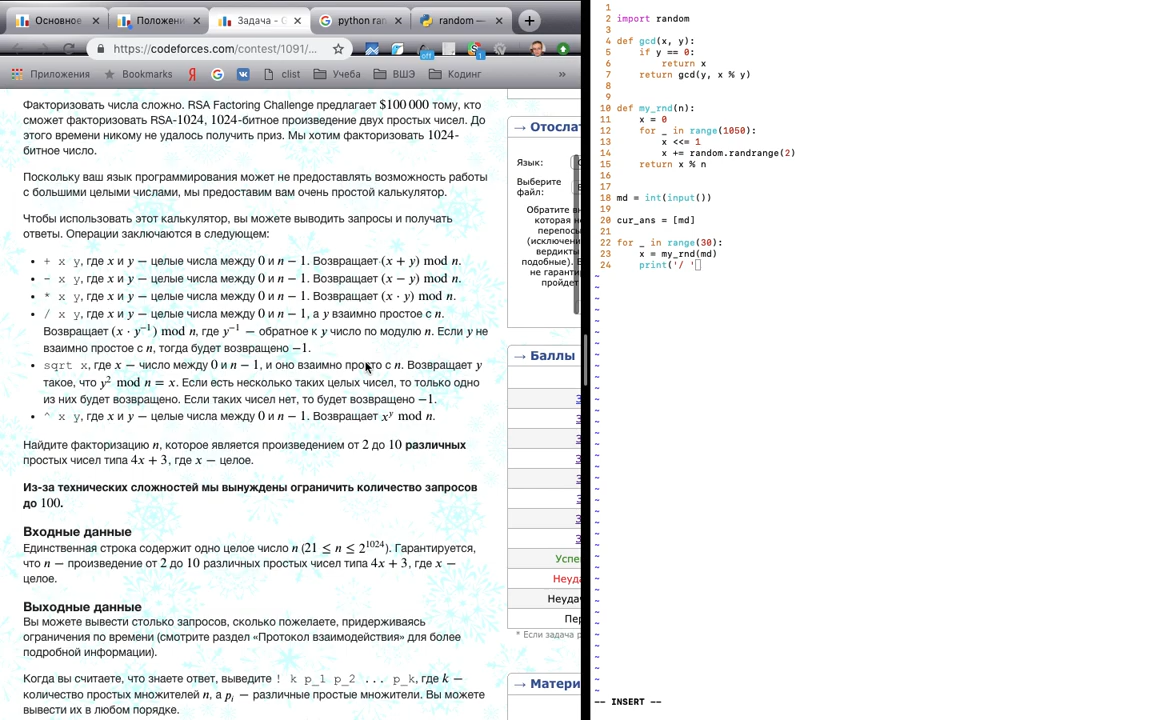 Основное
Положени
Задача - C
python ran
random —
https://codeforces.com/contest/1091/...
off
1
Приложения
Bookmarks
clist
Учеба
ВШЭ
Кодинг
»
Факторизовать числа сложно. RSA Factoring Challenge предлагает $100 000 тому, кто
сможет факторизовать RSA-1024, 1024-битное произведение двух простых чисел. До
этого времени никому не удалось получить приз. Мы хотим факторизовать 1024-
битное число.
Поскольку ваш язык программирования может не предоставлять возможность работы
с большими целыми числами, мы предоставим вам очень простой калькулятор.
Чтобы использовать этот калькулятор, вы можете выводить запросы и получать
ответы. Операции заключаются в следующем:
• + x y, где x и y — целые числа между 0 и n − 1. Возвращает (x + y) mod n.
• - x y, где x и y — целые числа между 0 и n − 1. Возвращает (x − y) mod n.
• * x y, где x и y — целые числа между 0 и n − 1. Возвращает (x · y) mod n.
• / x y, где x и y — целые числа между 0 и n − 1, а y взаимно простое с n.
Возвращает (x · y⁻¹) mod n, где y⁻¹ — обратное к y число по модулю n. Если y не
взаимно простое с n, тогда будет возвращено −1.
• sqrt x, где x — число между 0 и n − 1, и оно взаимно просто с n. Возвращает y
такое, что y² mod n = x. Если есть несколько таких целых чисел, то только одно
из них будет возвращено. Если таких чисел нет, то будет возвращено −1.
• ^ x y, где x и y — целые числа между 0 и n − 1. Возвращает xʸ mod n.
Найдите факторизацию n, которое является произведением от 2 до 10 различных
простых чисел типа 4x + 3, где x — целое.
Из-за технических сложностей мы вынуждены ограничить количество запросов
до 100.
Входные данные
Единственная строка содержит одно целое число n (21 ≤ n ≤ 2¹⁰²⁴). Гарантируется,
что n — произведение от 2 до 10 различных простых чисел типа 4x + 3, где x —
целое.
Выходные данные
Вы можете вывести столько запросов, сколько пожелаете, придерживаясь
ограничения по времени (смотрите раздел «Протокол взаимодействия» для более
подробной информации).
Когда вы считаете, что знаете ответ, выведите ! k p_1 p_2 ... p_k, где k —
количество простых множителей n, а pᵢ — различные простые множители. Вы можете
вывести их в любом порядке.
→ Отослат
Язык:
Выберите
файл:
Обратите вн
которая н
перепосы
(исключени
вердикты
подобные). В
не гаранти
пройдет
→ Баллы
Успе
Неуда
Неудач
Пер
* Если задача р
→ Матери
1
2 import random
3
4 def gcd(x, y):
5 if y == 0:
6 return x
7 return gcd(y, x % y)
8
9
10 def my_rnd(n):
11 x = 0
12 for _ in range(1050):
13 x <<= 1
14 x += random.randrange(2)
15 return x % n
16
17
18 md = int(input())
19
20 cur_ans = [md]
21
22 for _ in range(30):
23 x = my_rnd(md)
24 print('/ '
-- INSERT --